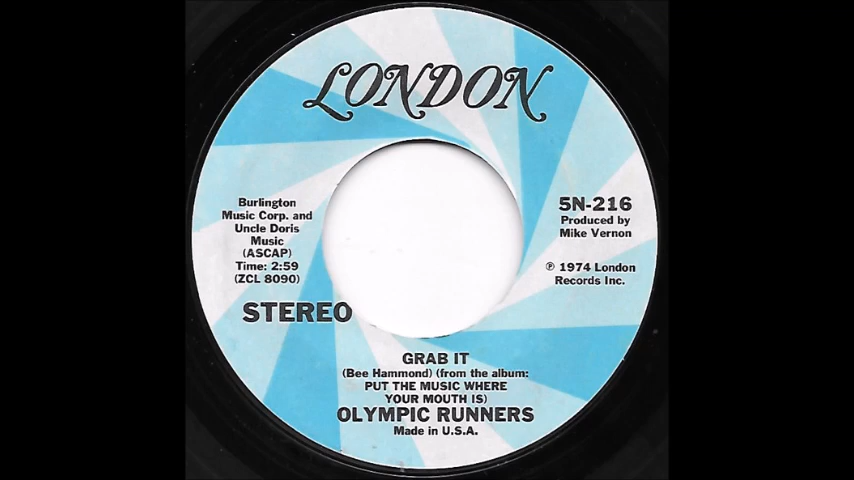 LONDON
Burlington
Music Corp. and
Uncle Doris
Music
(ASCAP)
Time: 2:59
(ZCL 8090)
STEREO
5N-216
Produced by
Mike Vernon
℗ 1974 London
Records Inc.
GRAB IT
(Bee Hammond) (from the album:
PUT THE MUSIC WHERE
YOUR MOUTH IS)
OLYMPIC RUNNERS
Made in U.S.A.